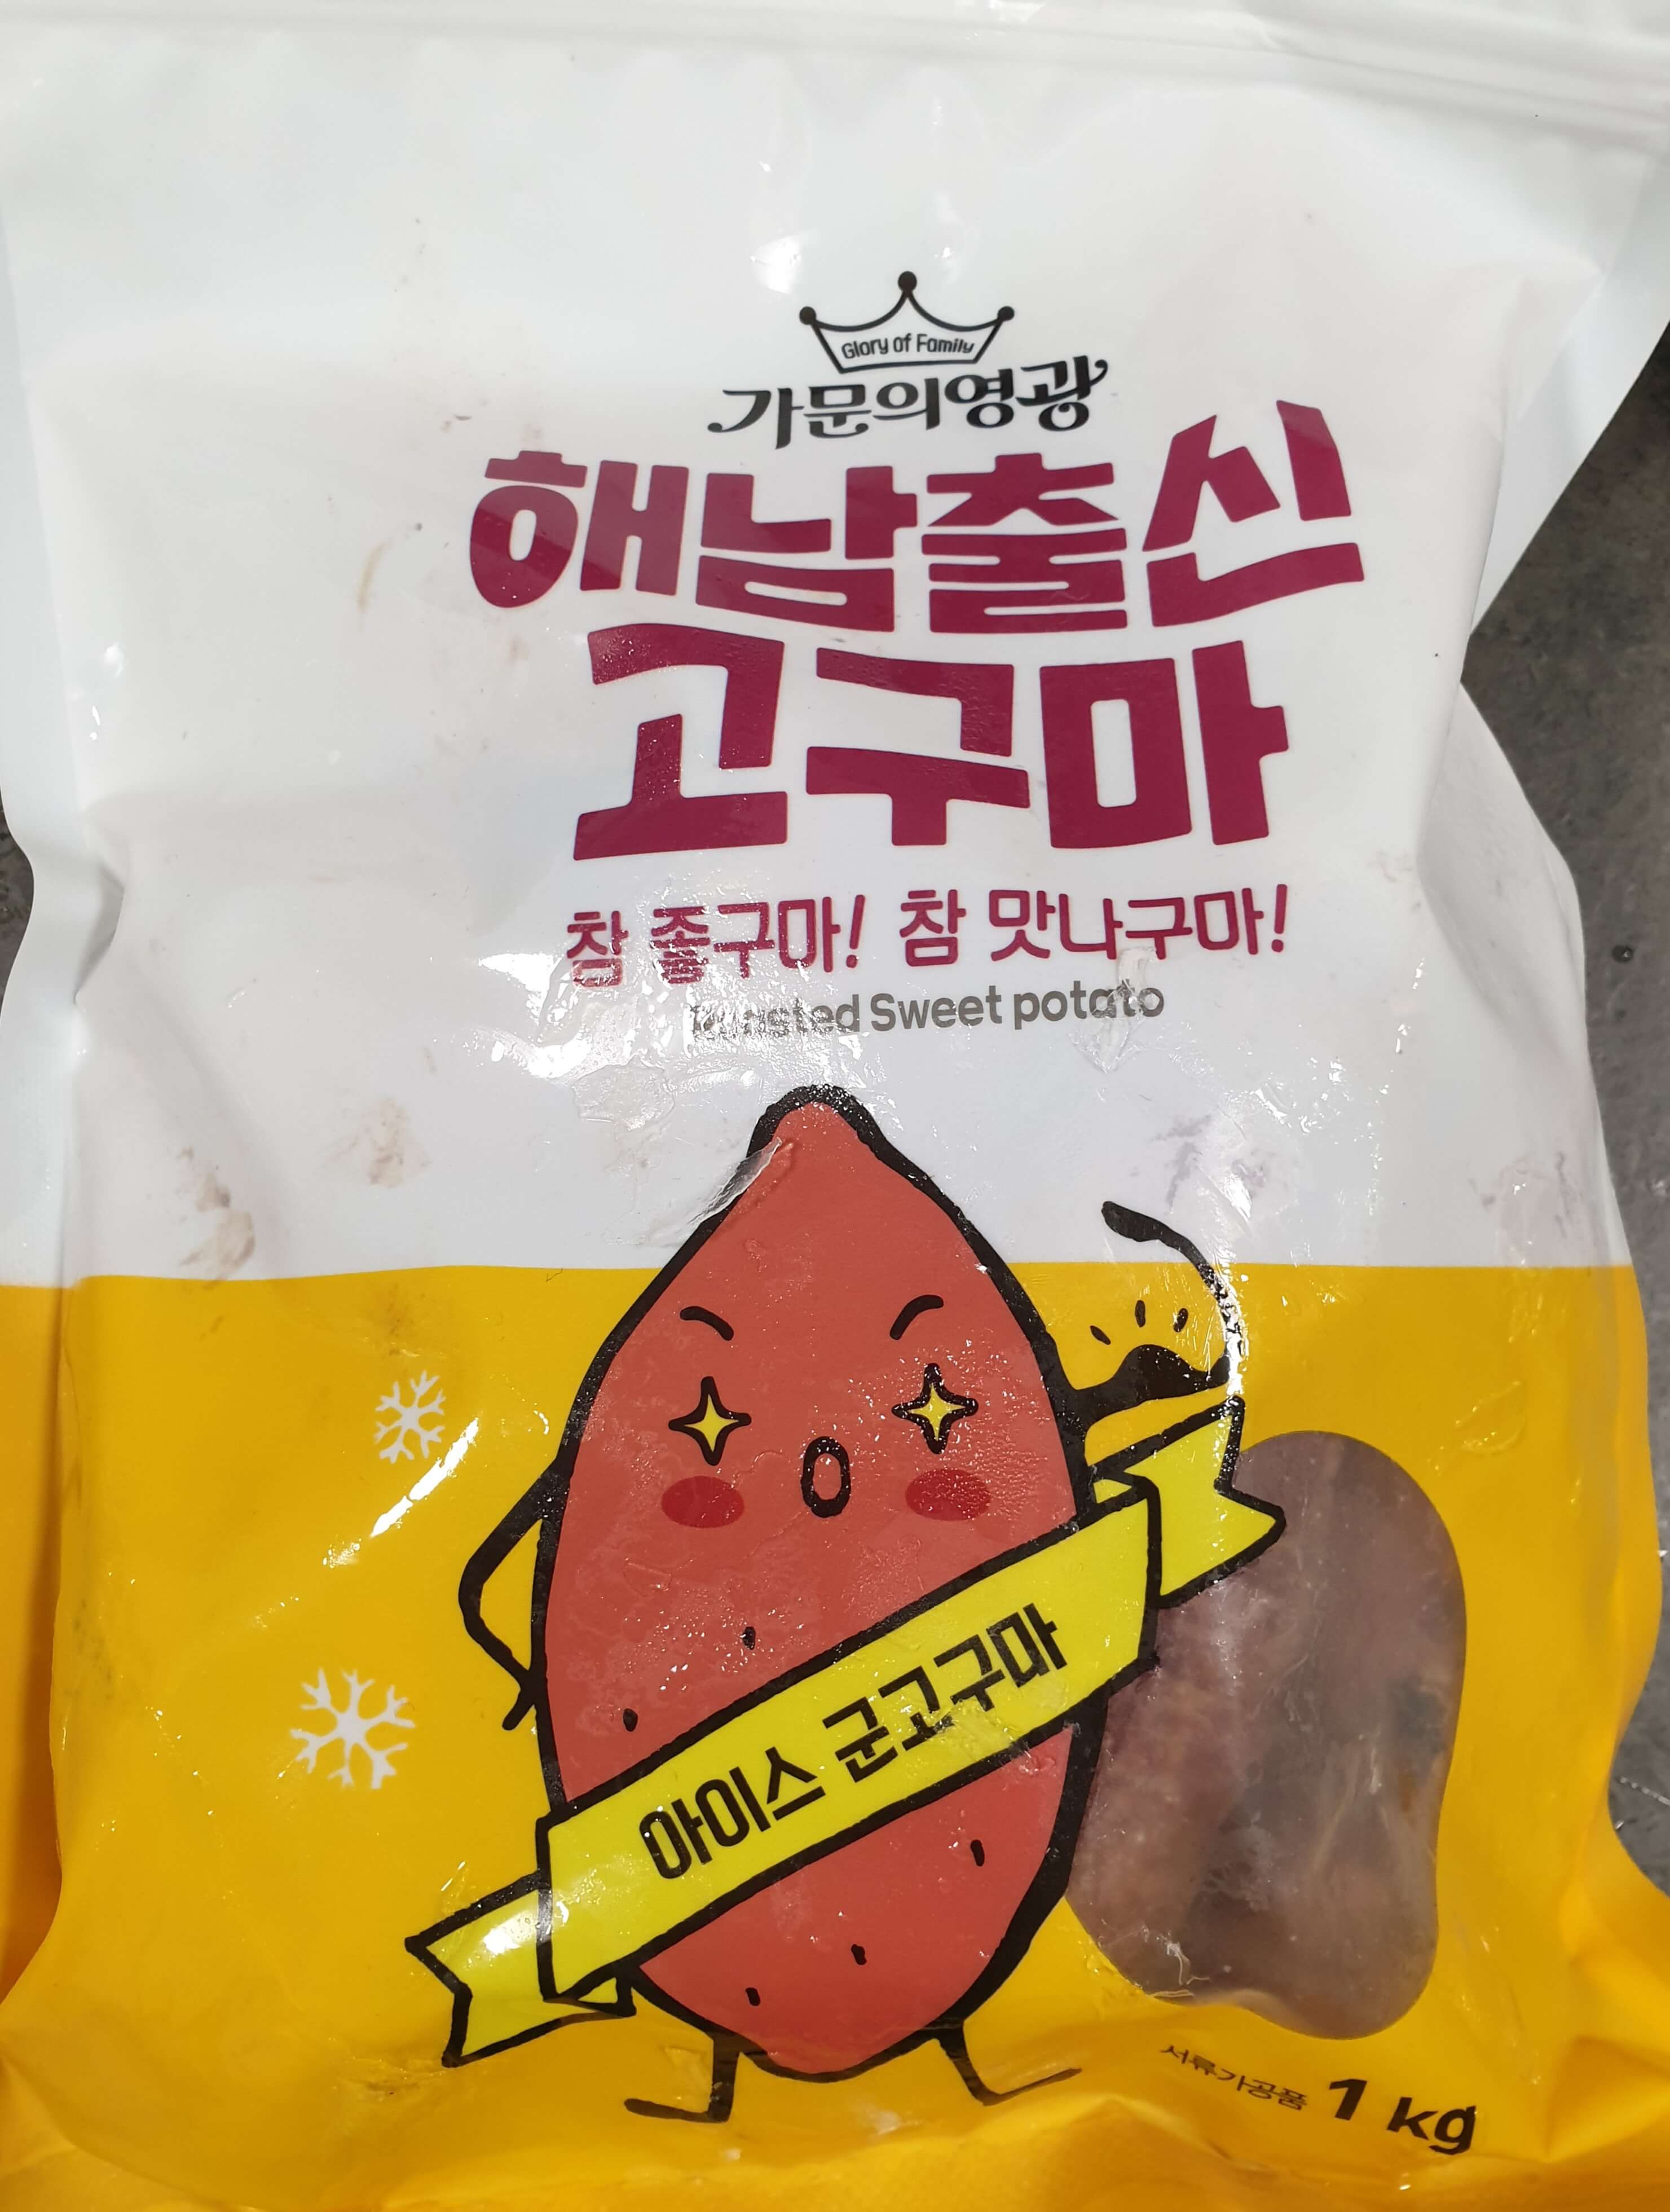 Glory of Family
가문의영광
해남출신
고구마
참 좋구마! 참 맛나구마!
Roasted Sweet potato
아이스 군고구마
서류가공품 1 kg